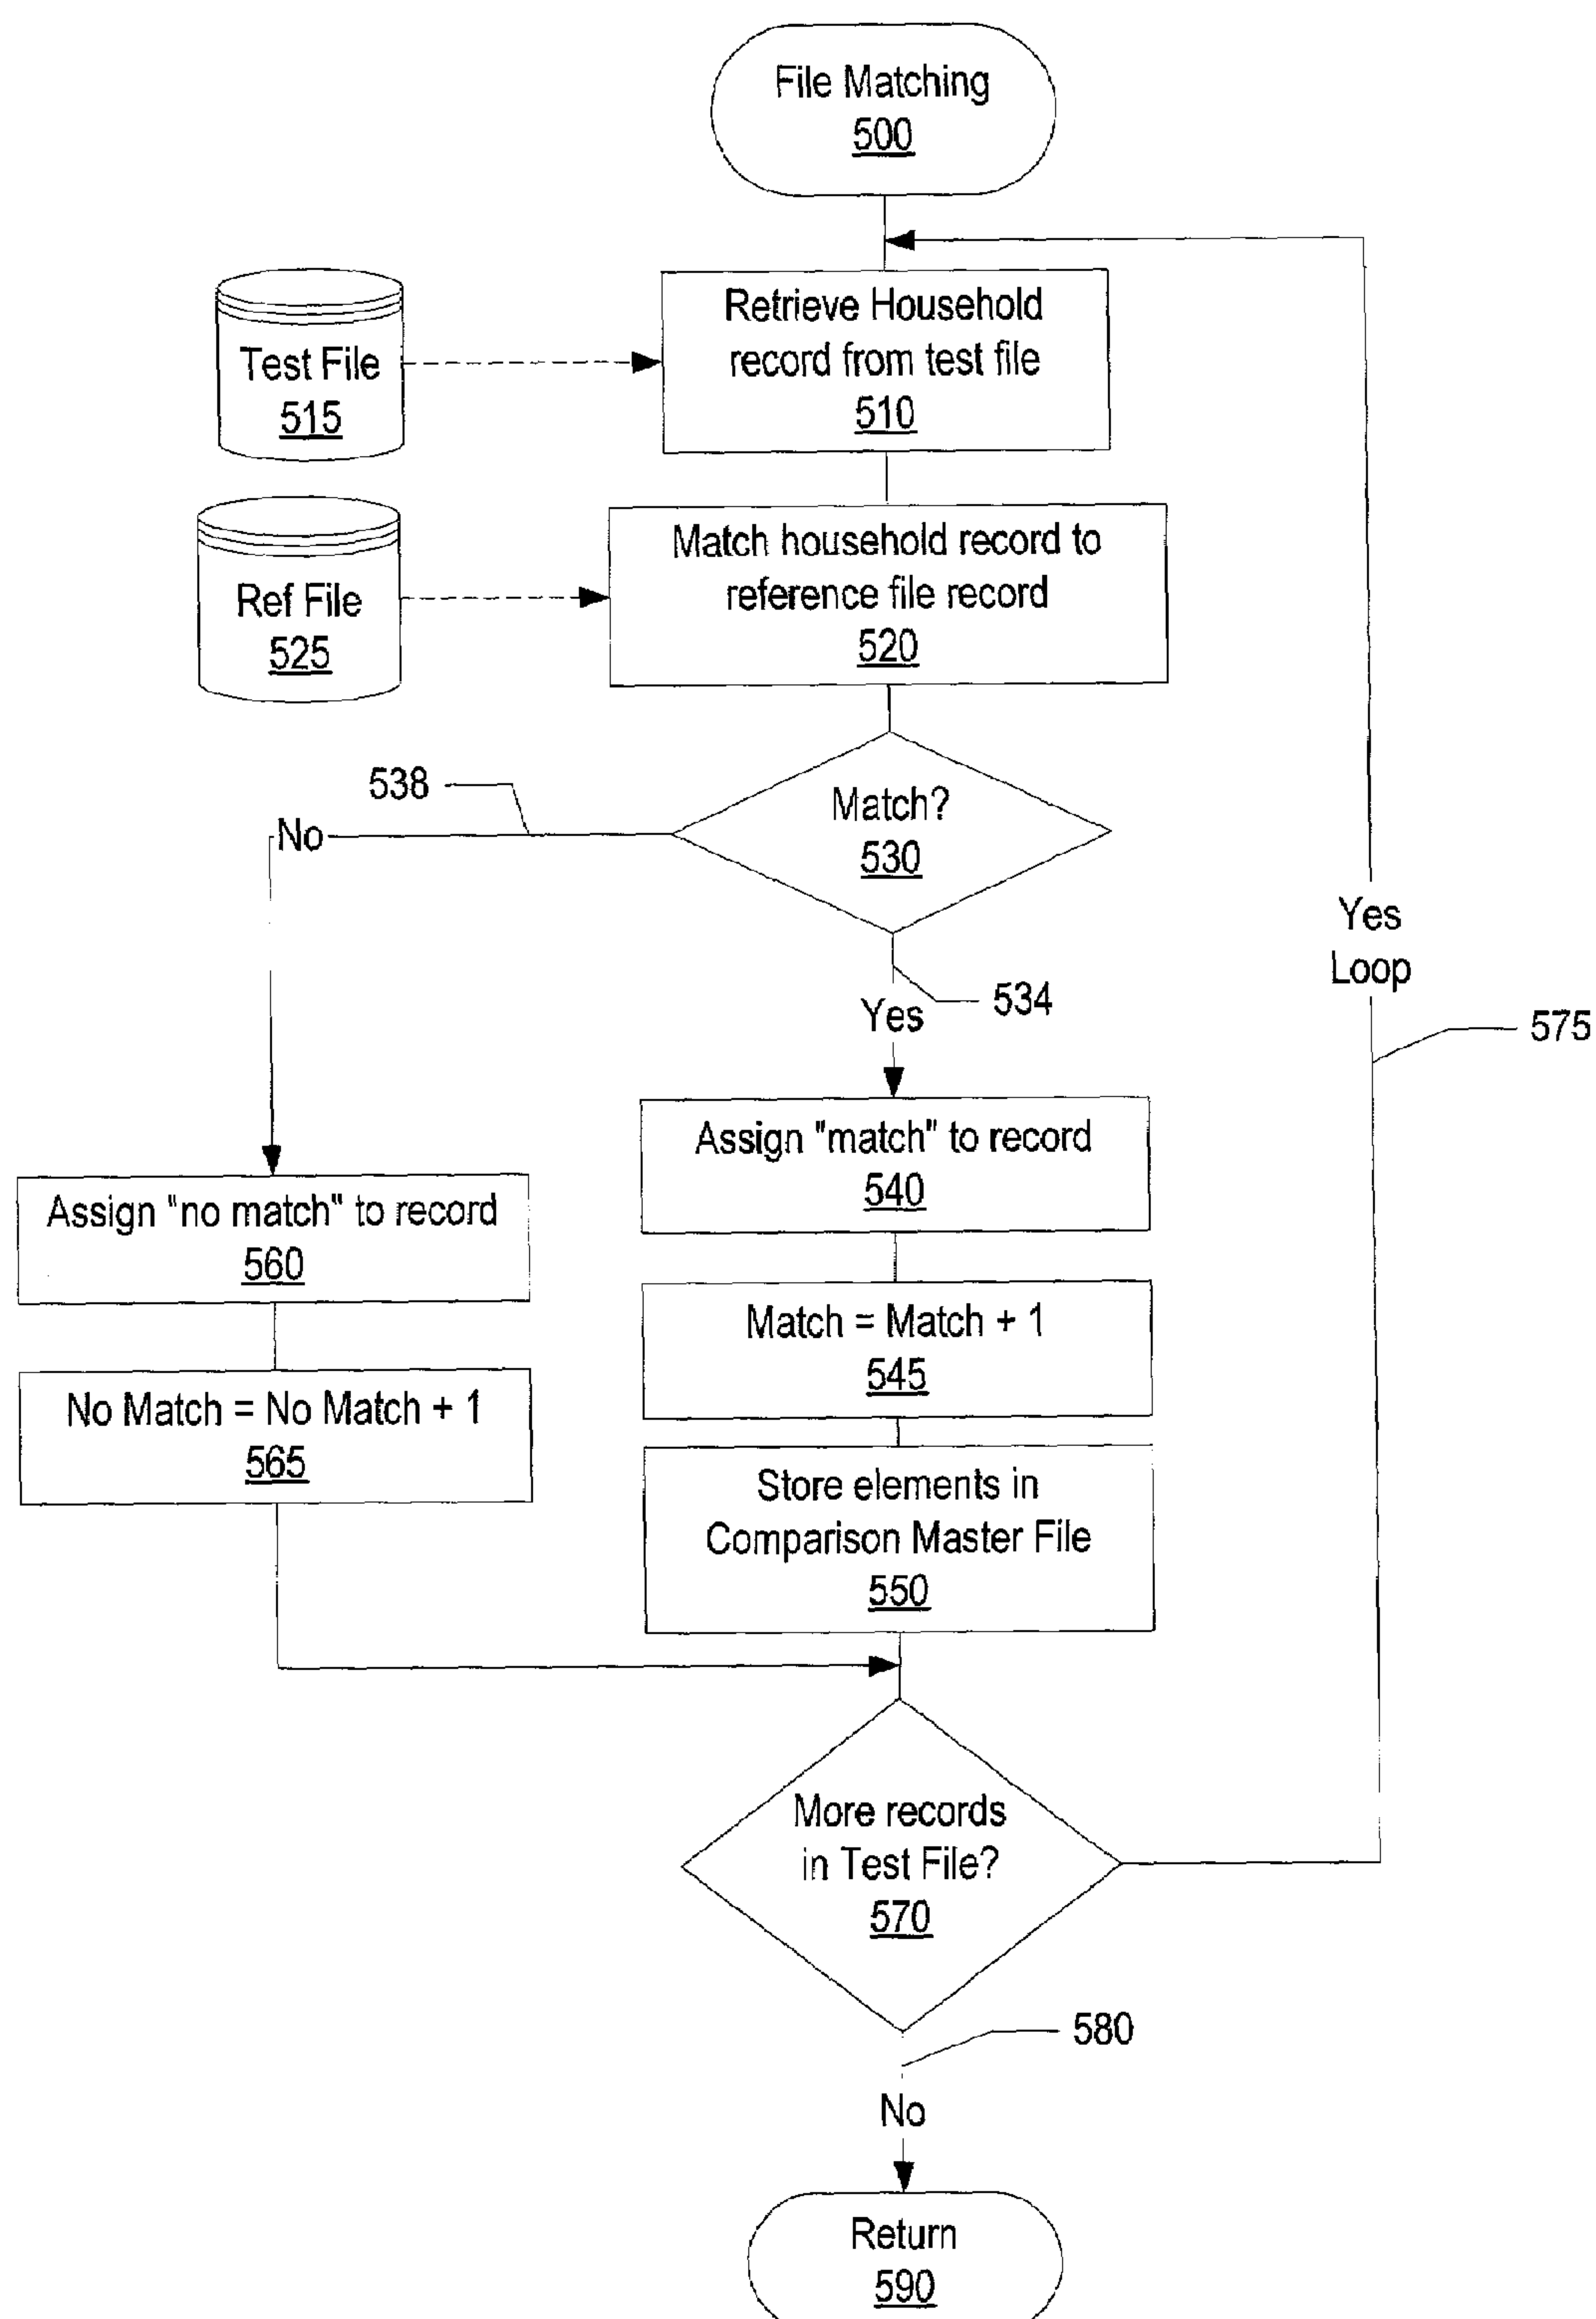 File Matching
500
Test File
515
Retrieve Household
record from test file
510
Ref File
525
Match household record to
reference file record
520
538
No
Match?
530
534
Yes
Yes
Loop
575
Assign "match" to record
540
Assign "no match" to record
560
Match = Match + 1
545
No Match = No Match + 1
565
Store elements in
Comparison Master File
550
More records
in Test File?
570
580
No
Return
590